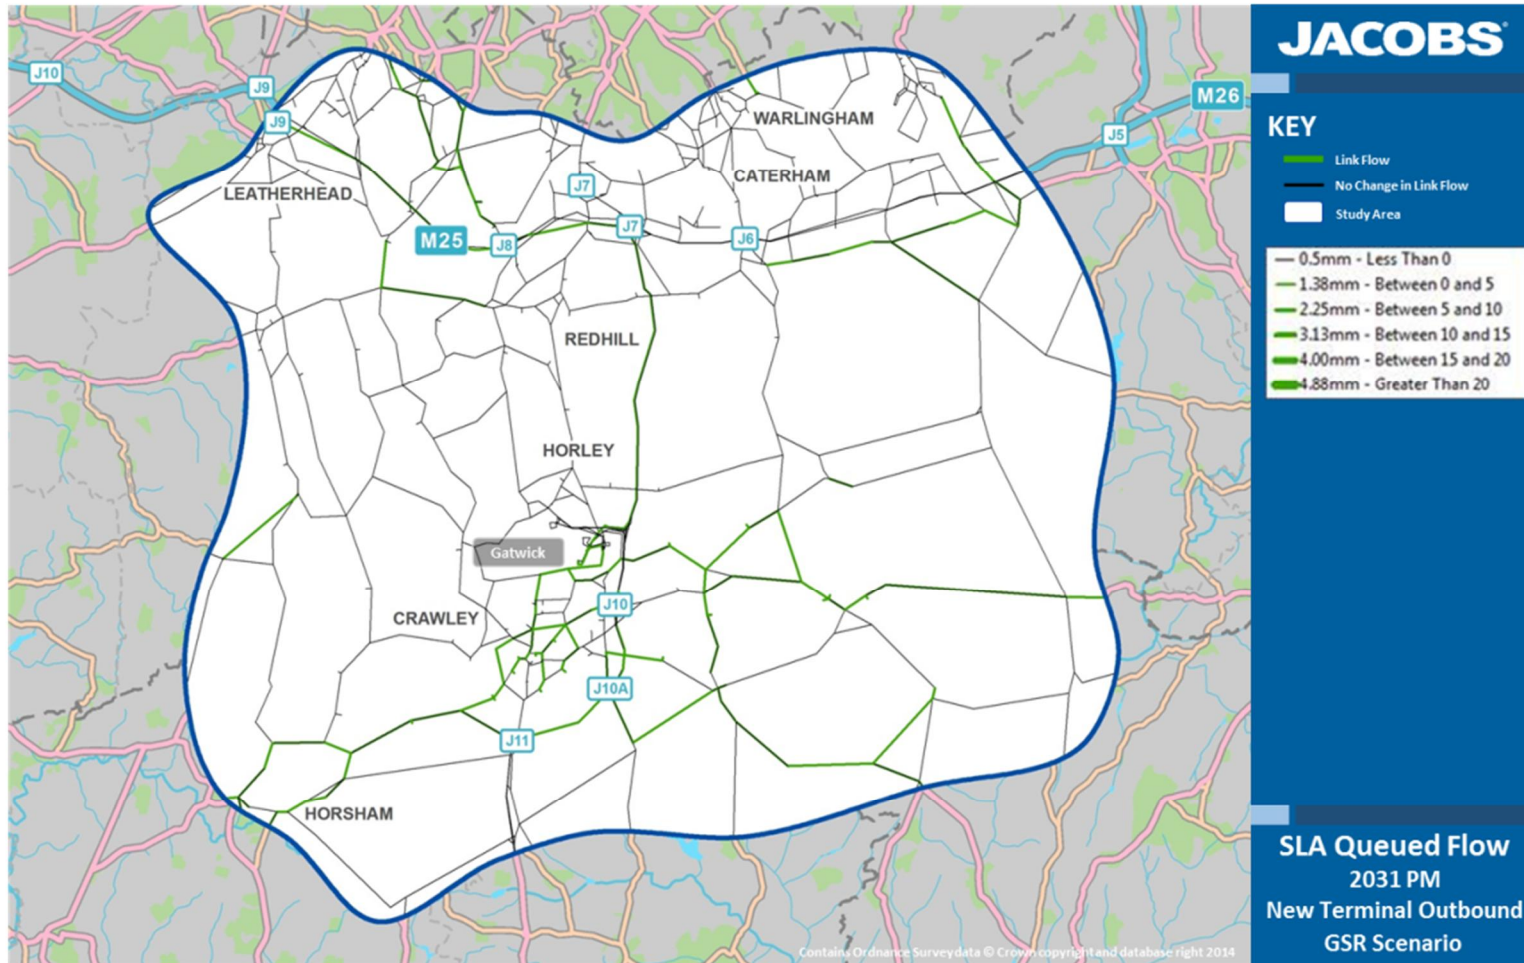 JACOBS
J10
J9
J9
M26
J5
WARLINGHAM
CATERHAM
LEATHERHEAD
J7
J7
M25
J8
J6
REDHILL
HORLEY
Gatwick
J10
CRAWLEY
J10A
J11
HORSHAM
KEY
Link Flow
No Change in Link Flow
Study Area
0.5mm - Less Than 0
1.38mm - Between 0 and 5
2.25mm - Between 5 and 10
3.13mm - Between 10 and 15
4.00mm - Between 15 and 20
4.88mm - Greater Than 20
SLA Queued Flow
2031 PM
New Terminal Outbound
GSR Scenario
Contains Ordnance Survey data © Crown copyright and database right 2014